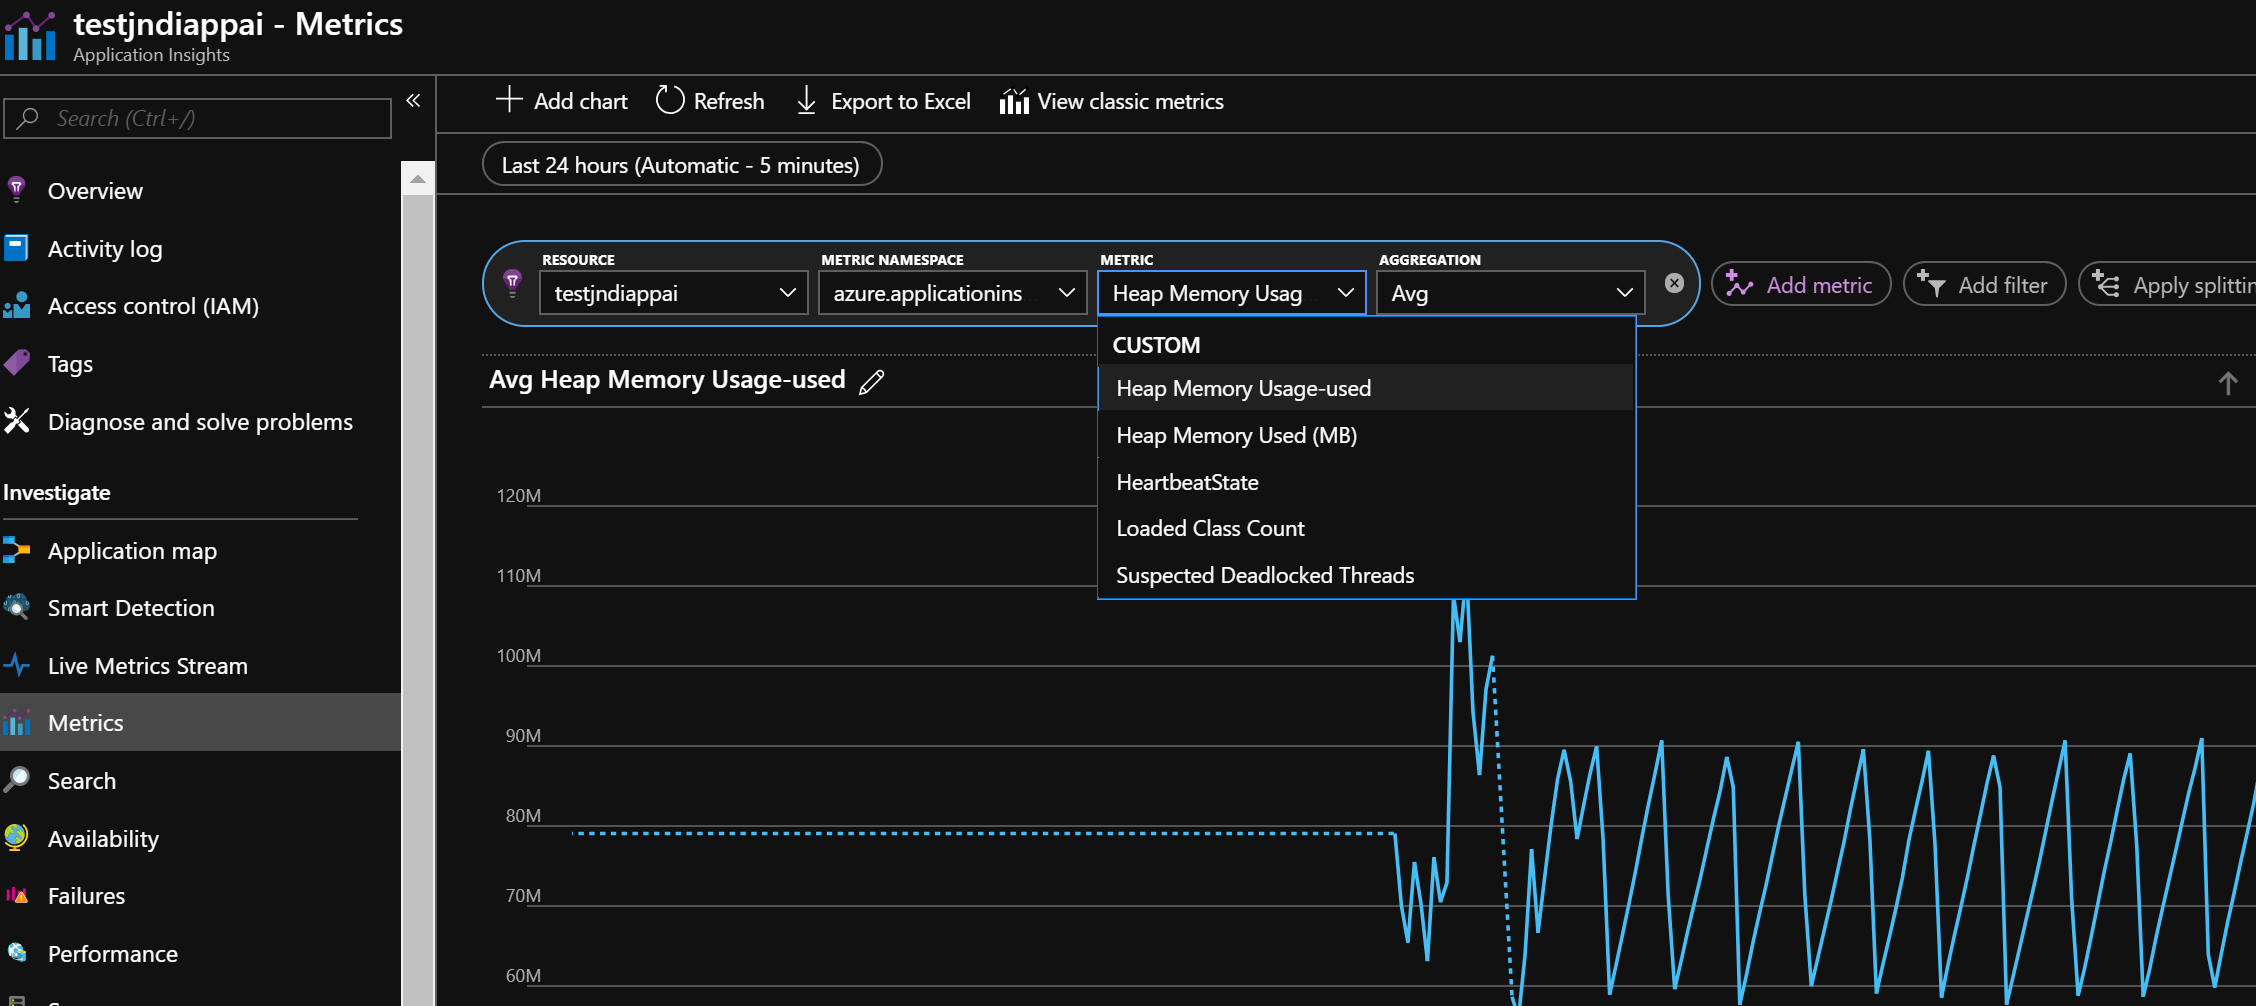 testjndiappai - Metrics
Application Insights
Search (Ctrl+/)
Overview
Activity log
Access control (IAM)
Tags
Diagnose and solve problems
Investigate
Application map
Smart Detection
Live Metrics Stream
Metrics
Search
Availability
Failures
Performance
Add chart
Refresh
Export to Excel
View classic metrics
Last 24 hours (Automatic - 5 minutes)
RESOURCE
testjndiappai
METRIC NAMESPACE
azure.applicationins
METRIC
Heap Memory Usag
AGGREGATION
Avg
Add metric
Add filter
Apply splittin
CUSTOM
Heap Memory Usage-used
Heap Memory Used (MB)
HeartbeatState
Loaded Class Count
Suspected Deadlocked Threads
Avg Heap Memory Usage-used
120M
110M
100M
90M
80M
70M
60M